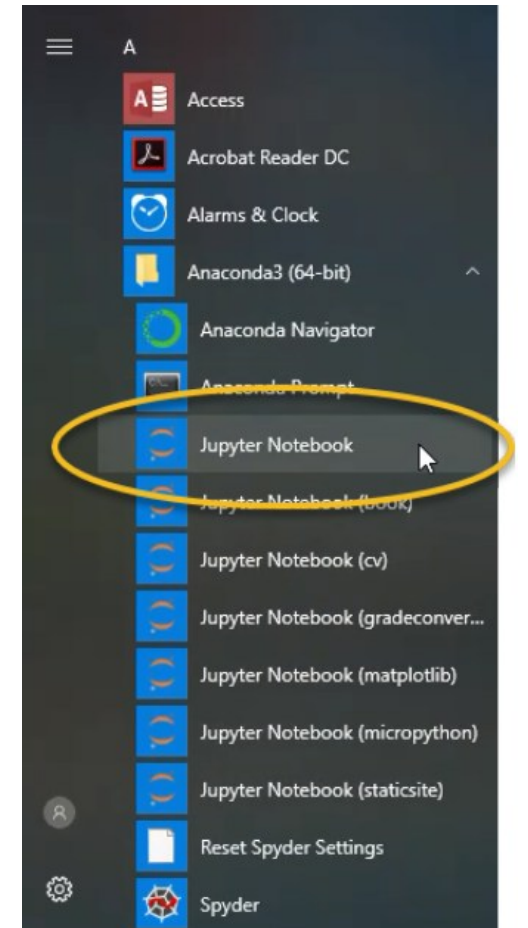 A
Access
Acrobat Reader DC
Alarms & Clock
Anaconda3 (64-bit)
Anaconda Navigator
Anaconda Prompt
Jupyter Notebook
Jupyter Notebook (book)
Jupyter Notebook (cv)
Jupyter Notebook (gradeconver...
Jupyter Notebook (matplotlib)
Jupyter Notebook (micropython)
Jupyter Notebook (staticsite)
Reset Spyder Settings
Spyder